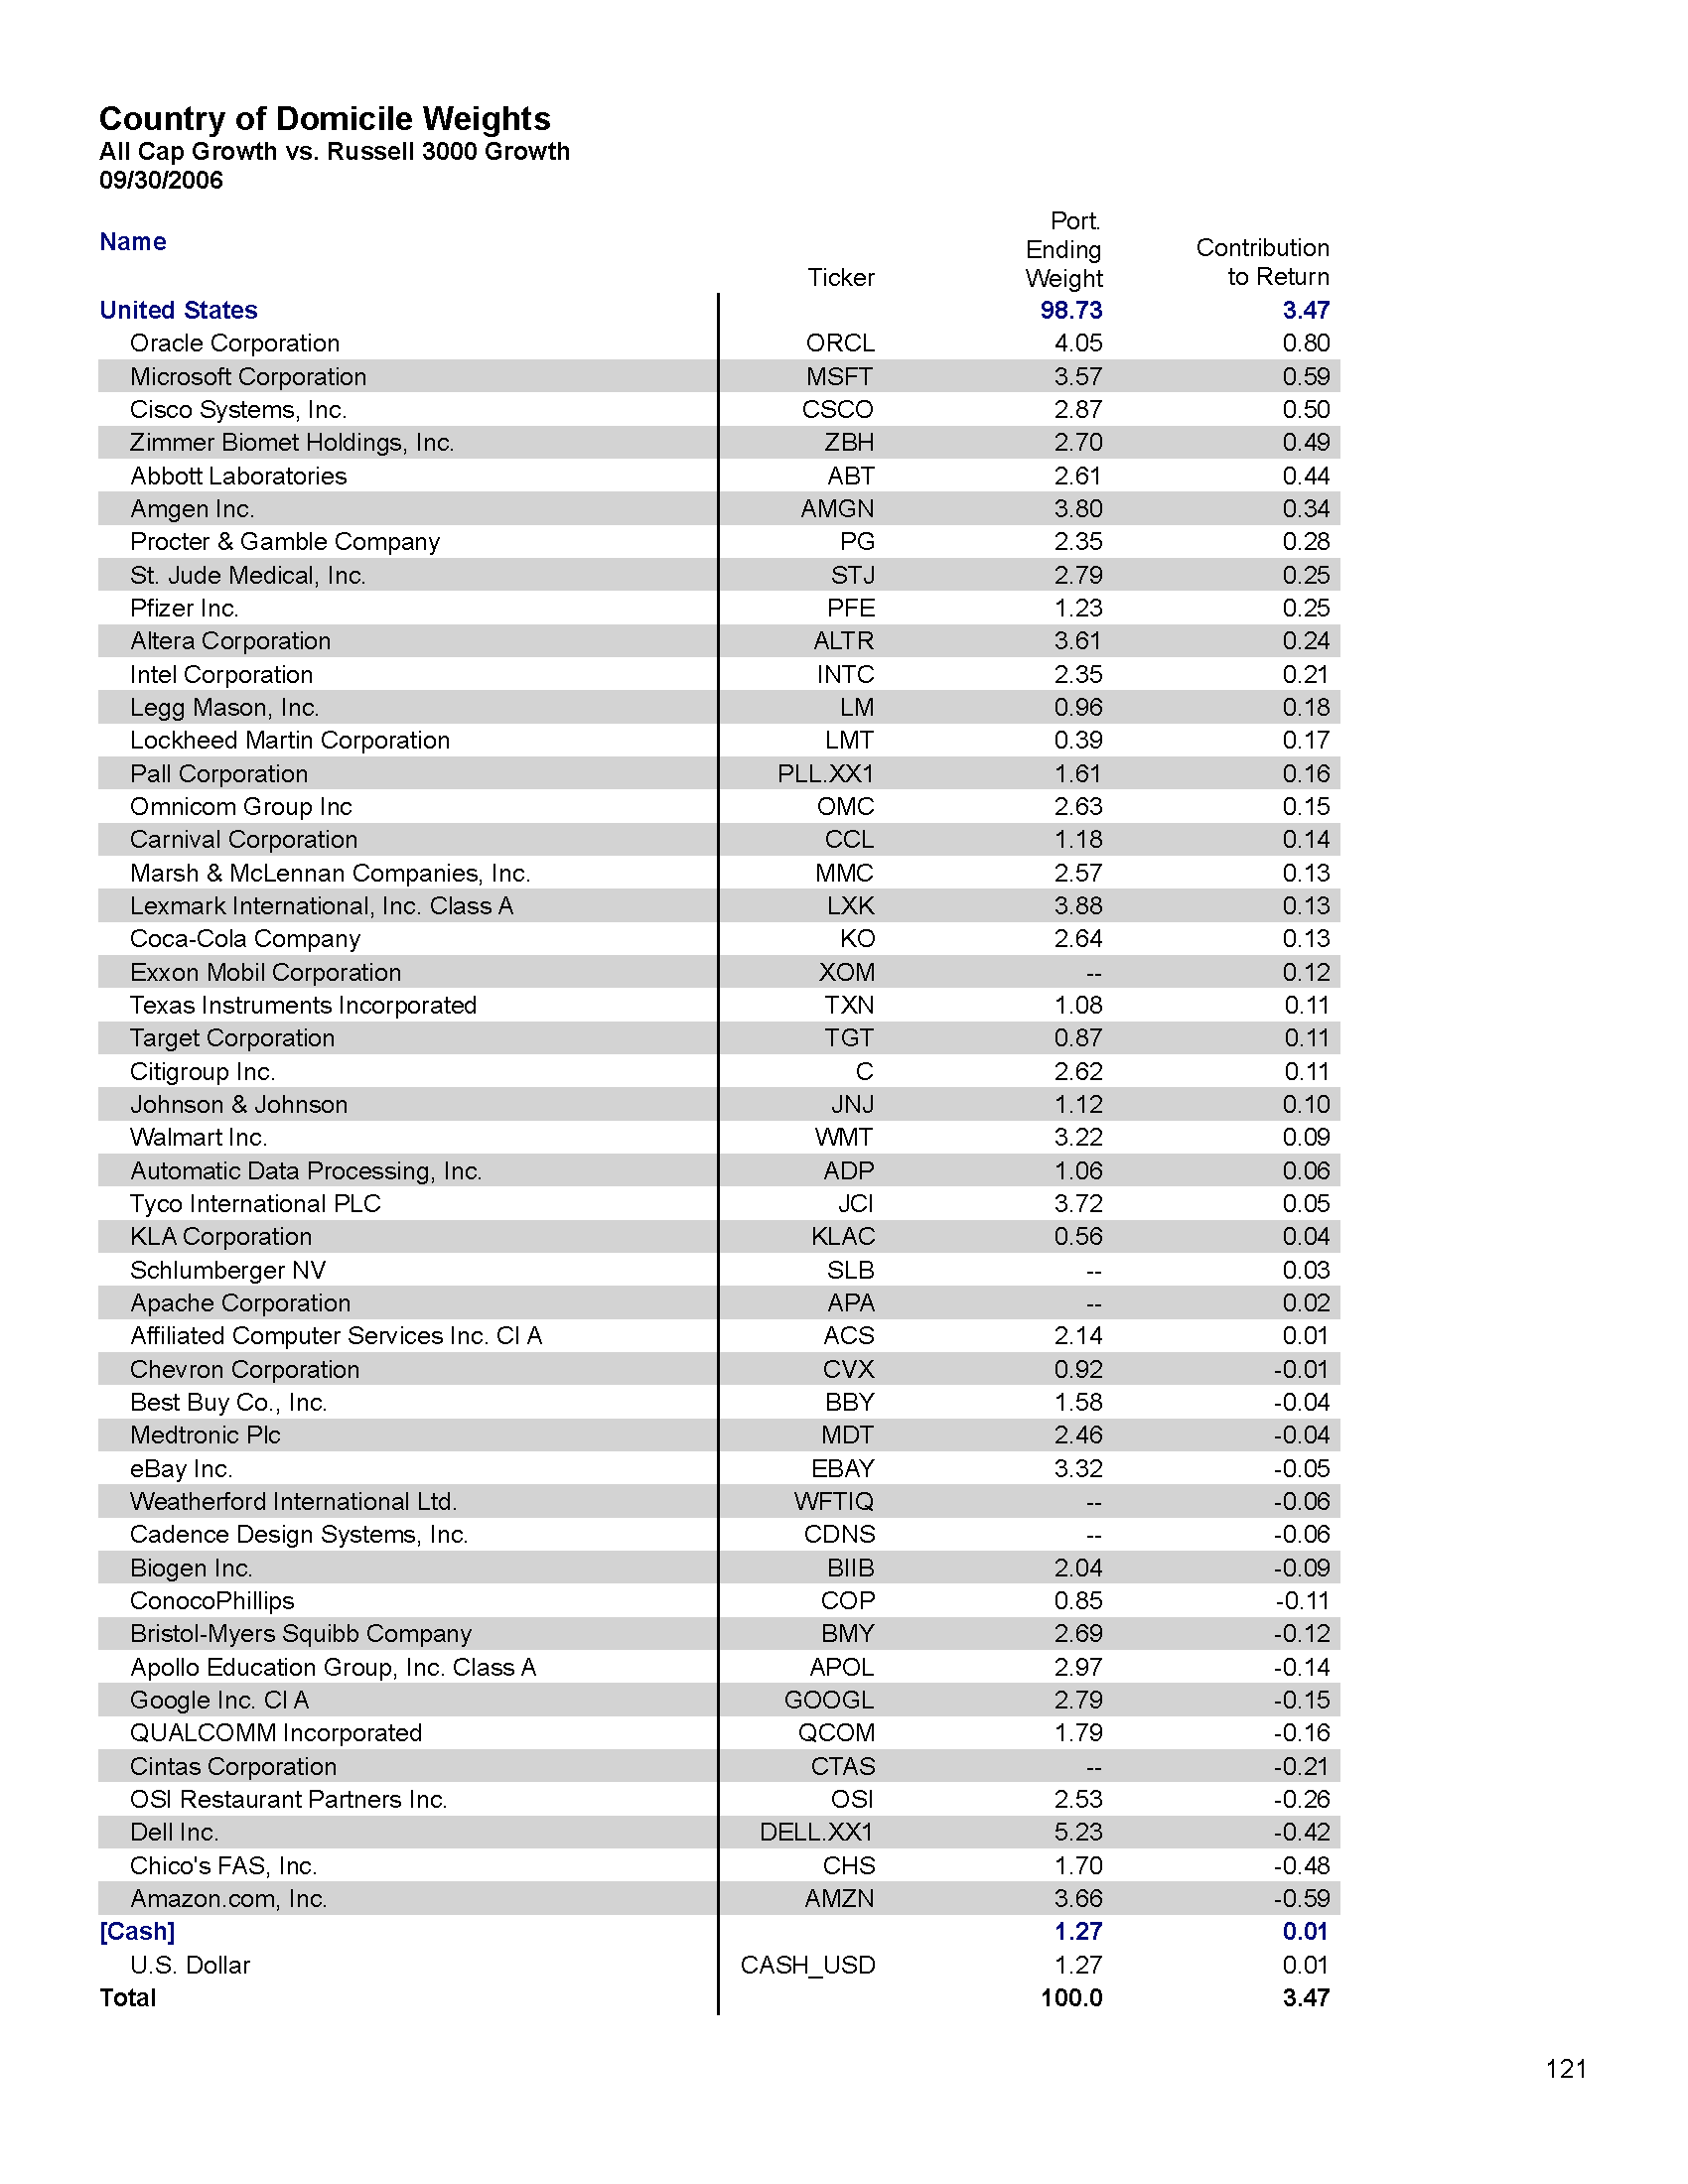 Country of Domicile Weights
All Cap Growth vs. Russell 3000 Growth
09/30/2006
Name Ticker Port. Ending Weight Contribution to Return
United States 98.73 3.47
Oracle Corporation ORCL 4.05 0.80
Microsoft Corporation MSFT 3.57 0.59
Cisco Systems, Inc. CSCO 2.87 0.50
Zimmer Biomet Holdings, Inc. ZBH 2.70 0.49
Abbott Laboratories ABT 2.61 0.44
Amgen Inc. AMGN 3.80 0.34
Procter & Gamble Company PG 2.35 0.28
St. Jude Medical, Inc. STJ 2.79 0.25
Pfizer Inc. PFE 1.23 0.25
Altera Corporation ALTR 3.61 0.24
Intel Corporation INTC 2.35 0.21
Legg Mason, Inc. LM 0.96 0.18
Lockheed Martin Corporation LMT 0.39 0.17
Pall Corporation PLL.XX1 1.61 0.16
Omnicom Group Inc OMC 2.63 0.15
Carnival Corporation CCL 1.18 0.14
Marsh & McLennan Companies, Inc. MMC 2.57 0.13
Lexmark International, Inc. Class A LXK 3.88 0.13
Coca-Cola Company KO 2.64 0.13
Exxon Mobil Corporation XOM -- 0.12
Texas Instruments Incorporated TXN 1.08 0.11
Target Corporation TGT 0.87 0.11
Citigroup Inc. C 2.62 0.11
Johnson & Johnson JNJ 1.12 0.10
Walmart Inc. WMT 3.22 0.09
Automatic Data Processing, Inc. ADP 1.06 0.06
Tyco International PLC JCI 3.72 0.05
KLA Corporation KLAC 0.56 0.04
Schlumberger NV SLB -- 0.03
Apache Corporation APA -- 0.02
Affiliated Computer Services Inc. Cl A ACS 2.14 0.01
Chevron Corporation CVX 0.92 -0.01
Best Buy Co., Inc. BBY 1.58 -0.04
Medtronic Plc MDT 2.46 -0.04
eBay Inc. EBAY 3.32 -0.05
Weatherford International Ltd. WFTIQ -- -0.06
Cadence Design Systems, Inc. CDNS -- -0.06
Biogen Inc. BIIB 2.04 -0.09
ConocoPhillips COP 0.85 -0.11
Bristol-Myers Squibb Company BMY 2.69 -0.12
Apollo Education Group, Inc. Class A APOL 2.97 -0.14
Google Inc. Cl A GOOGL 2.79 -0.15
QUALCOMM Incorporated QCOM 1.79 -0.16
Cintas Corporation CTAS -- -0.21
OSI Restaurant Partners Inc. OSI 2.53 -0.26
Dell Inc. DELL.XX1 5.23 -0.42
Chico's FAS, Inc. CHS 1.70 -0.48
Amazon.com, Inc. AMZN 3.66 -0.59
[Cash] 1.27 0.01
U.S. Dollar CASH_USD 1.27 0.01
Total 100.0 3.47
121